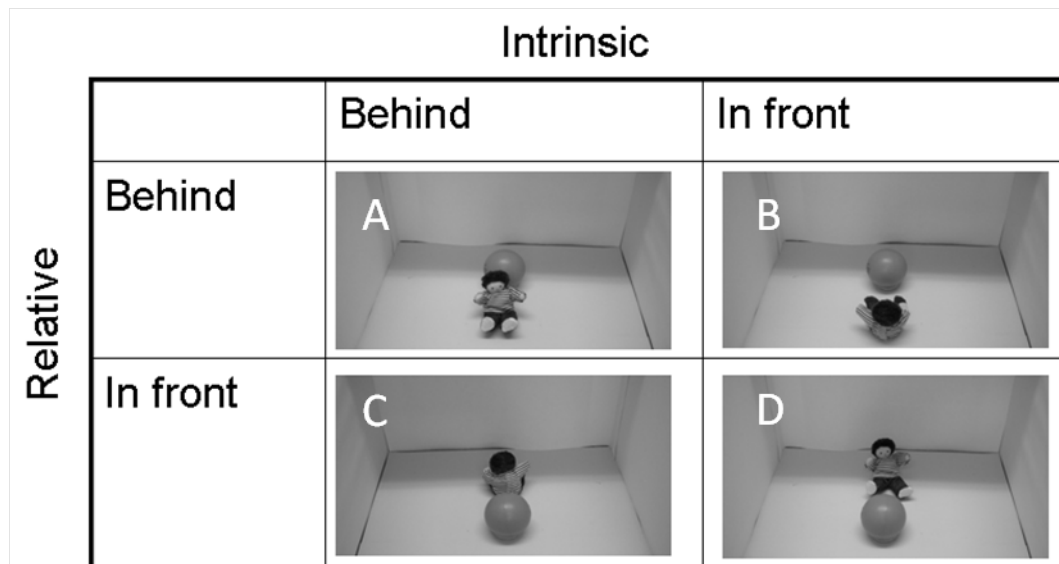 Intrinsic
Behind
In front
Relative
Behind
A
B
In front
C
D